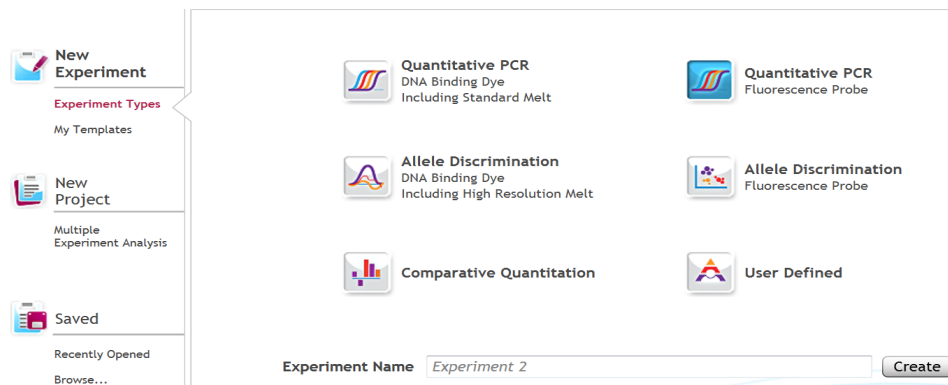 New
Experiment
Experiment Types
My Templates
New
Project
Multiple
Experiment Analysis
Saved
Recently Opened
Browse...
Quantitative PCR
DNA Binding Dye
Including Standard Melt
Quantitative PCR
Fluorescence Probe
Allele Discrimination
DNA Binding Dye
Including High Resolution Melt
Allele Discrimination
Fluorescence Probe
Comparative Quantitation
User Defined
Experiment Name
Experiment 2
Create